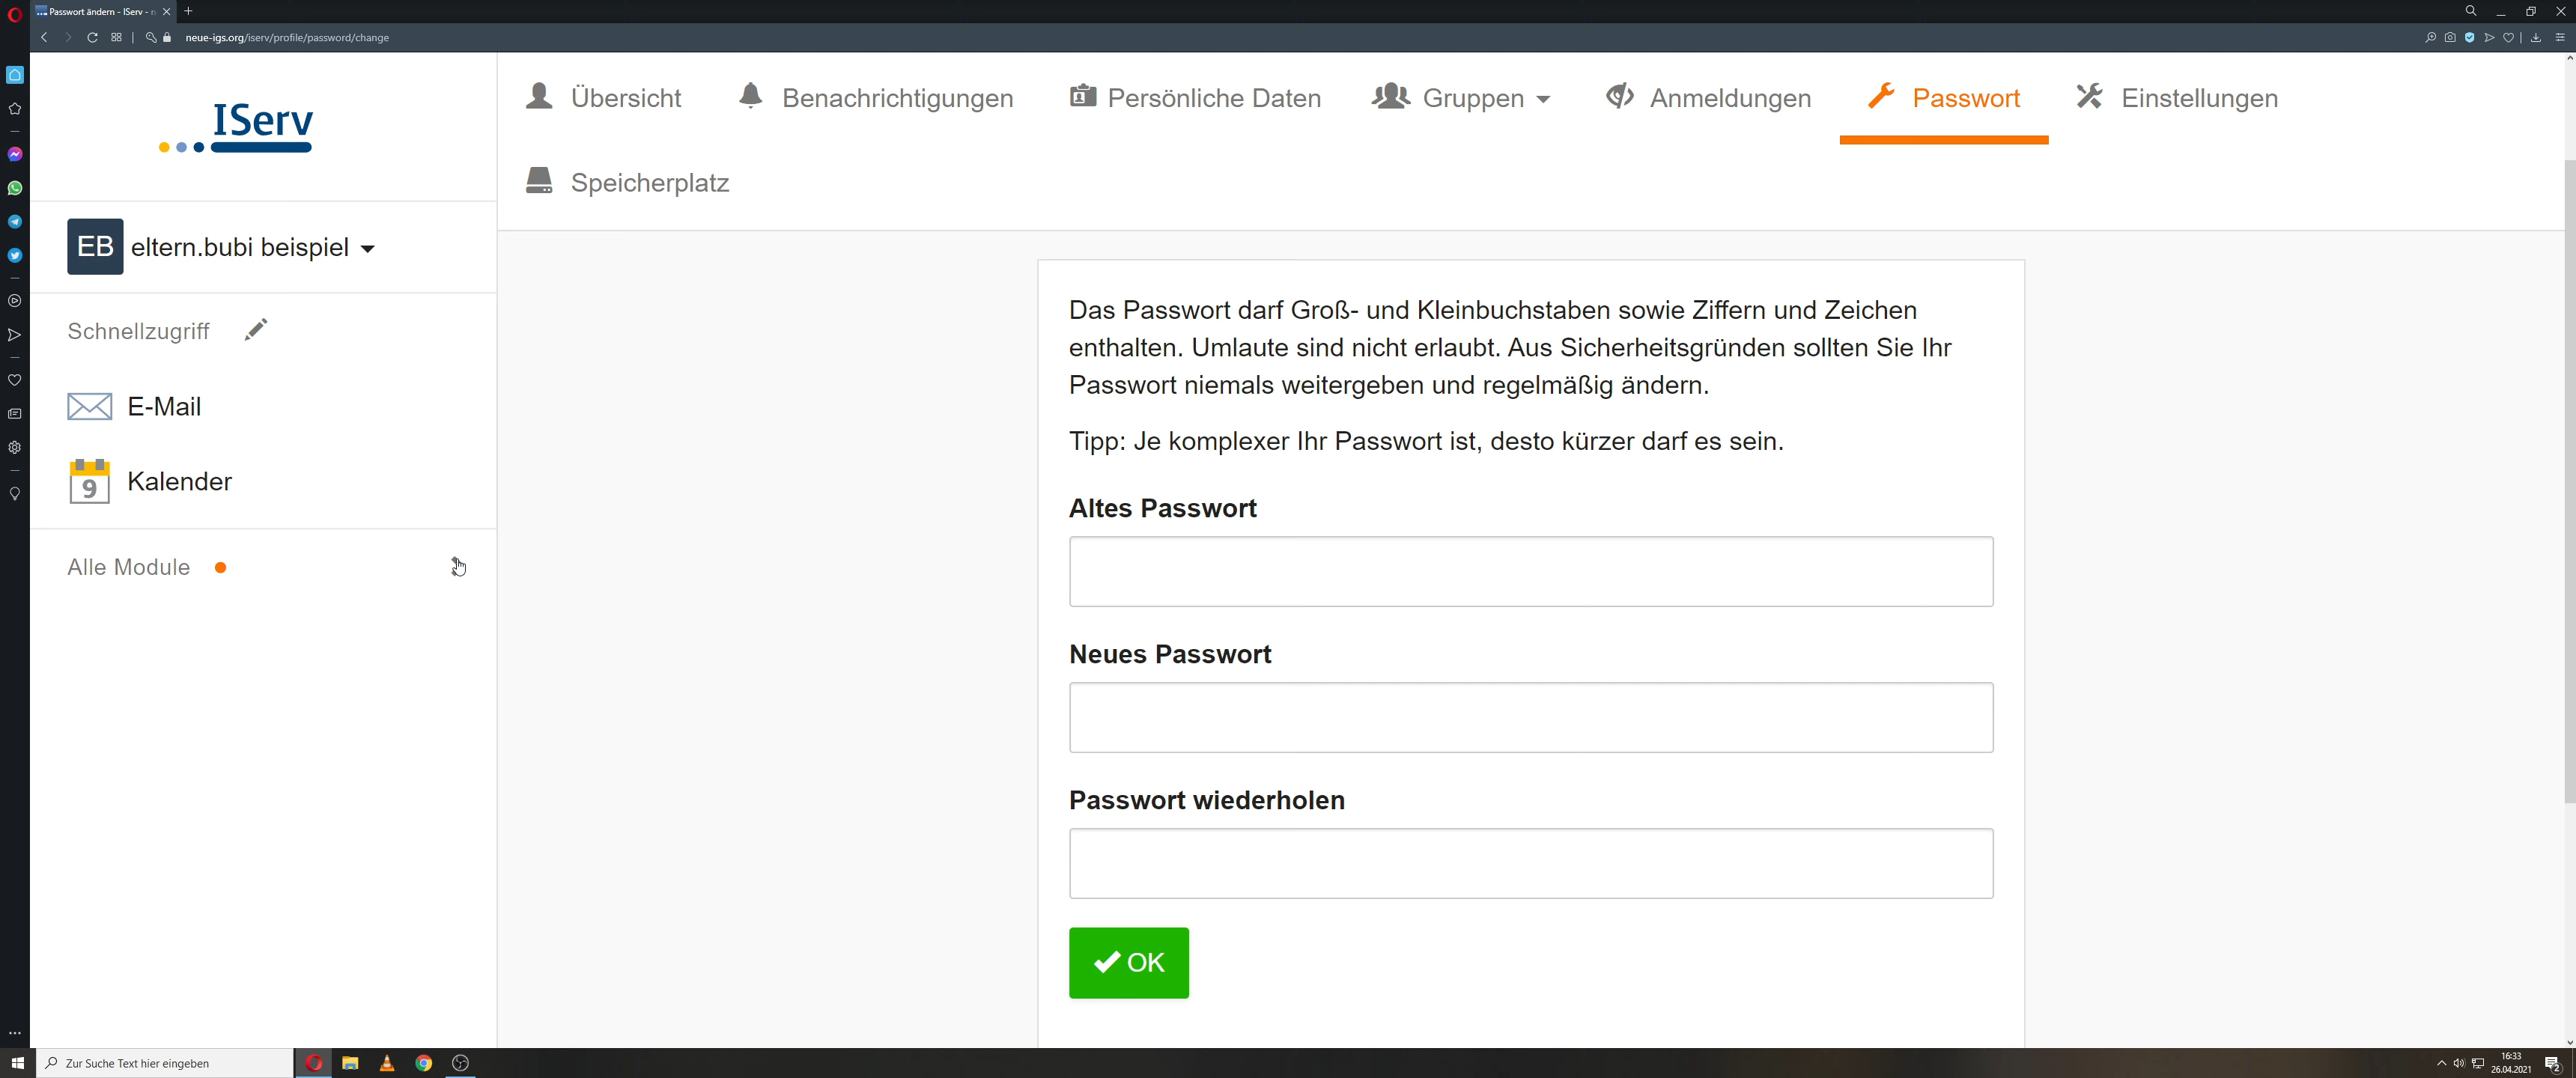 Passwort ändern - IServ - n
neue-igs.org/iserv/profile/password/change
IServ
Übersicht
Benachrichtigungen
Persönliche Daten
Gruppen
Anmeldungen
Passwort
Einstellungen
Speicherplatz
EB eltern.bubi beispiel
Schnellzugriff
E-Mail
9 Kalender
Alle Module
Das Passwort darf Groß- und Kleinbuchstaben sowie Ziffern und Zeichen
enthalten. Umlaute sind nicht erlaubt. Aus Sicherheitsgründen sollten Sie Ihr
Passwort niemals weitergeben und regelmäßig ändern.
Tipp: Je komplexer Ihr Passwort ist, desto kürzer darf es sein.
Altes Passwort
Neues Passwort
Passwort wiederholen
OK
Zur Suche Text hier eingeben
16:33
26.04.2021
2